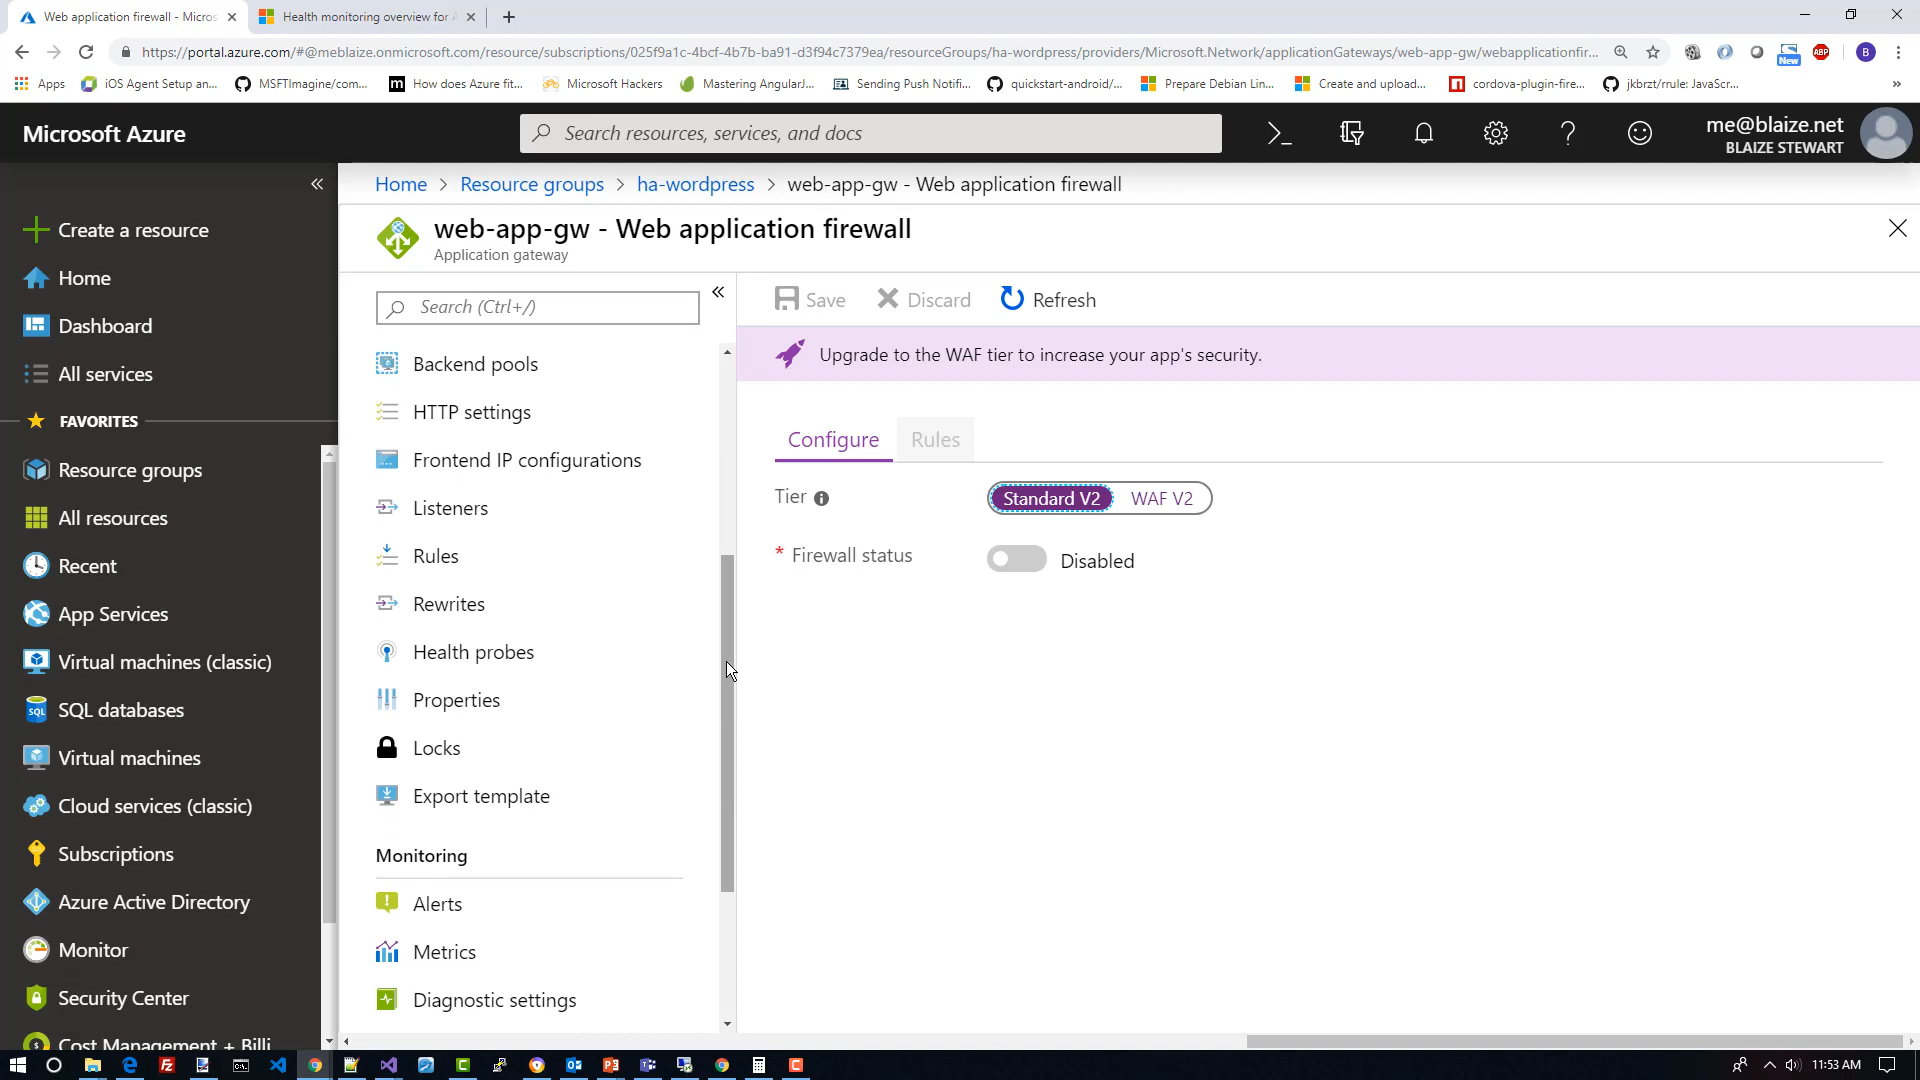 Web application firewall - Micros
Health monitoring overview for A
https://portal.azure.com/#@meblaize.onmicrosoft.com/resource/subscriptions/025f9a1c-4bcf-4b7b-ba91-d3f94c7379ea/resourceGroups/ha-wordpress/providers/Microsoft.Network/applicationGateways/web-app-gw/webapplicationfir...
New
ABP
B
Apps
iOS Agent Setup an...
MSFTImagine/com...
m
How does Azure fit...
Microsoft Hackers
Mastering AngularJ...
Sending Push Notifi...
quickstart-android/...
Prepare Debian Lin...
Create and upload...
cordova-plugin-fire...
jkbrzt/rrule: JavaScr...
»
Microsoft Azure
Search resources, services, and docs
me@blaize.net
BLAIZE STEWART
Home > Resource groups > ha-wordpress > web-app-gw - Web application firewall
web-app-gw - Web application firewall
Application gateway
Create a resource
Home
Dashboard
All services
FAVORITES
Resource groups
All resources
Recent
App Services
Virtual machines (classic)
SQL
SQL databases
Virtual machines
Cloud services (classic)
Subscriptions
Azure Active Directory
Monitor
Security Center
Cost Management + Billi
Search (Ctrl+/)
Backend pools
HTTP settings
Frontend IP configurations
Listeners
Rules
Rewrites
Health probes
Properties
Locks
Export template
Monitoring
Alerts
Metrics
Diagnostic settings
Save
Discard
Refresh
Upgrade to the WAF tier to increase your app's security.
Configure
Rules
Tier
Standard V2
WAF V2
* Firewall status
Disabled
11:53 AM